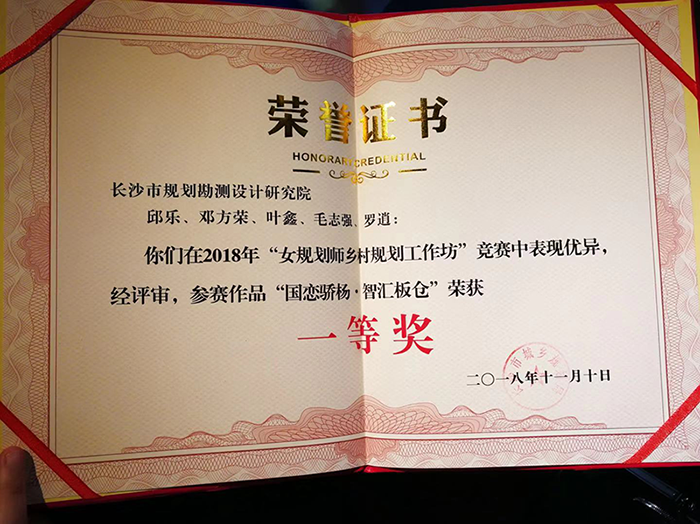 荣誉证书
HONORARY CREDENTIAL
长沙市规划勘测设计研究院
邱乐、邓方荣、叶鑫、毛志强、罗逍：
你们在2018年“女规划师乡村规划工作坊”竞赛中表现优异，
经评审，参赛作品“国恋骄杨·智汇板仓”荣获
一等奖
二〇一八年十一月十日